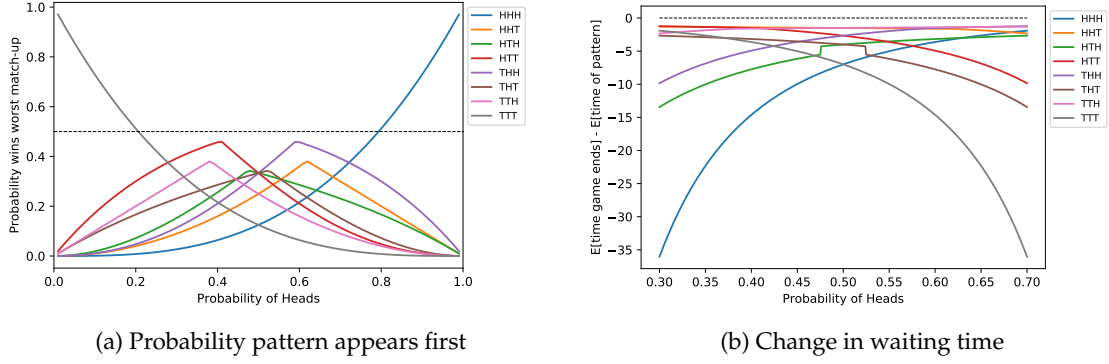 Probability wins worst match-up
1.0
0.8
0.6
0.4
0.2
0.0
0.0 0.2 0.4 0.6 0.8 1.0
Probability of Heads
HHH
HHT
HTH
HTT
THH
THT
TTH
TTT
(a) Probability pattern appears first
E[time game ends] - E[time of pattern]
0
−5
−10
−15
−20
−25
−30
−35
0.30 0.35 0.40 0.45 0.50 0.55 0.60 0.65 0.70
Probability of Heads
HHH
HHT
HTH
HTT
THH
THT
TTH
TTT
(b) Change in waiting time